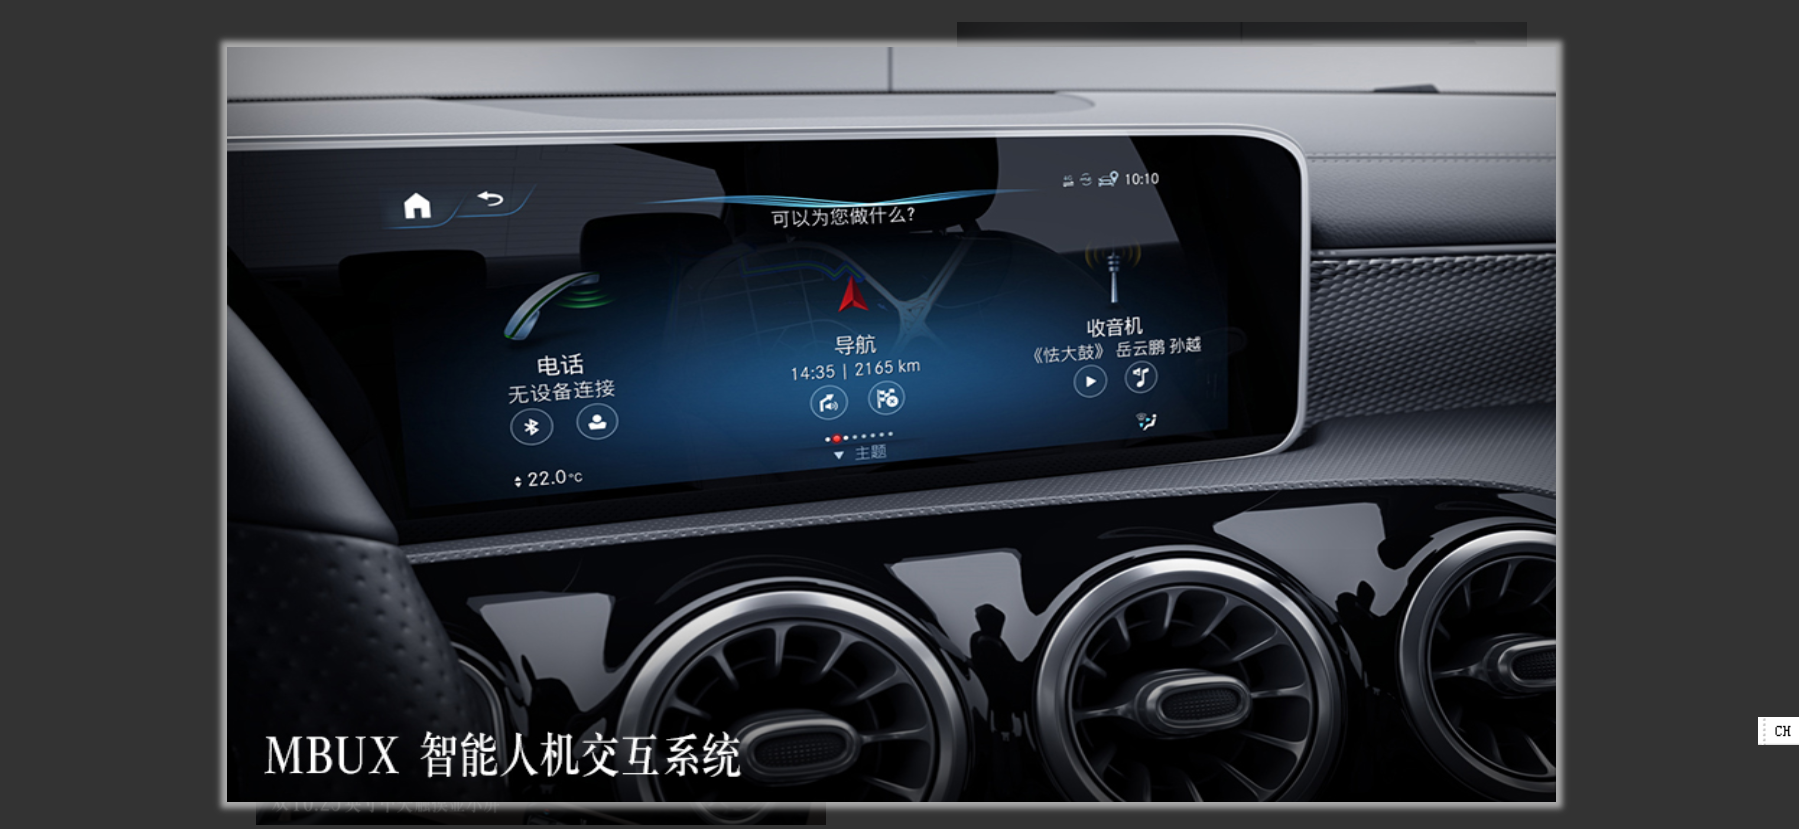 10:10
可以为您做什么?
电话
无设备连接
22.0°C
导航
14:35 | 2165 km
主题
收音机
《怯大鼓》 岳云鹏 孙越
MBUX 智能人机交互系统
CH